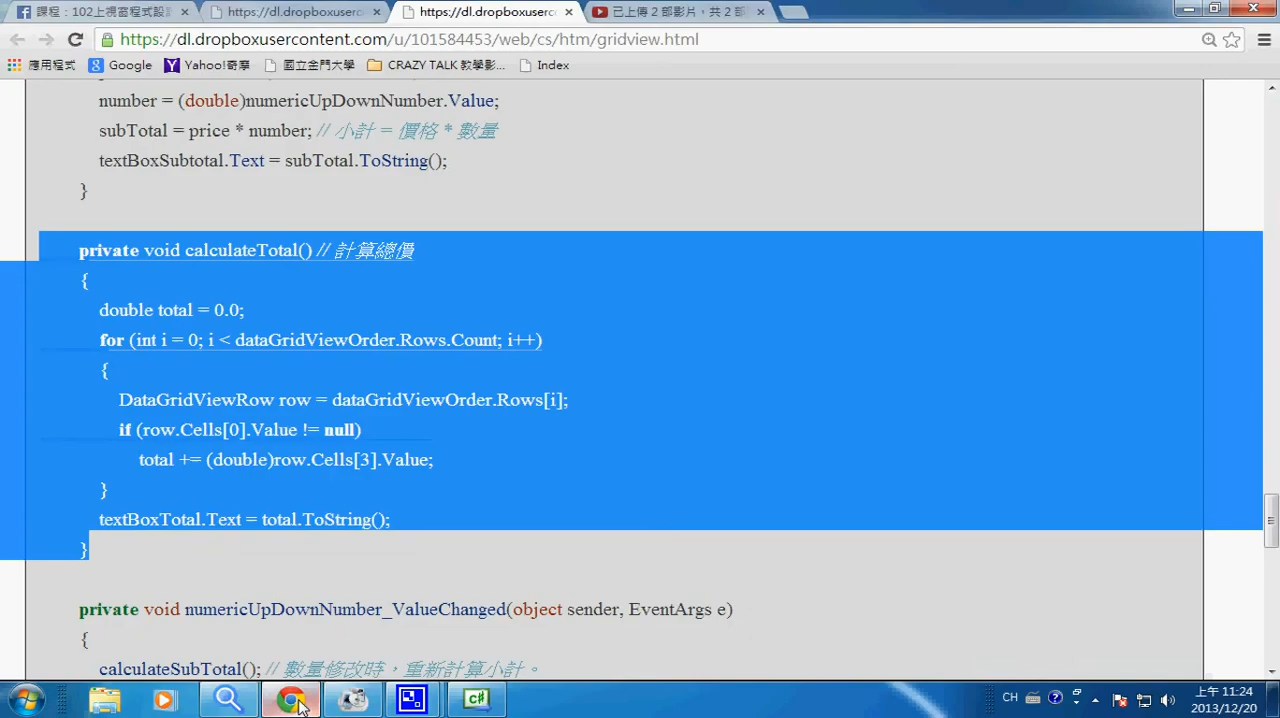 課程：102上視窗程式設
https://dl.dropboxuserc
https://dl.dropboxuserc
已上傳 2 部影片，共 2 部
https://dl.dropboxusercontent.com/u/101584453/web/cs/htm/gridview.html
應用程式
Google
Yahoo!奇摩
國立金門大學
CRAZY TALK 教學影...
Index
number = (double)numericUpDownNumber.Value;
subTotal = price * number; // 小計 = 價格 * 數量
textBoxSubtotal.Text = subTotal.ToString();
}
private void calculateTotal() // 計算總價
{
double total = 0.0;
for (int i = 0; i < dataGridViewOrder.Rows.Count; i++)
{
DataGridViewRow row = dataGridViewOrder.Rows[i];
if (row.Cells[0].Value != null)
total += (double)row.Cells[3].Value;
}
textBoxTotal.Text = total.ToString();
}
private void numericUpDownNumber_ValueChanged(object sender, EventArgs e)
{
calculateSubTotal(); // 數量修改時，重新計算小計。
CH
上午 11:24
2013/12/20